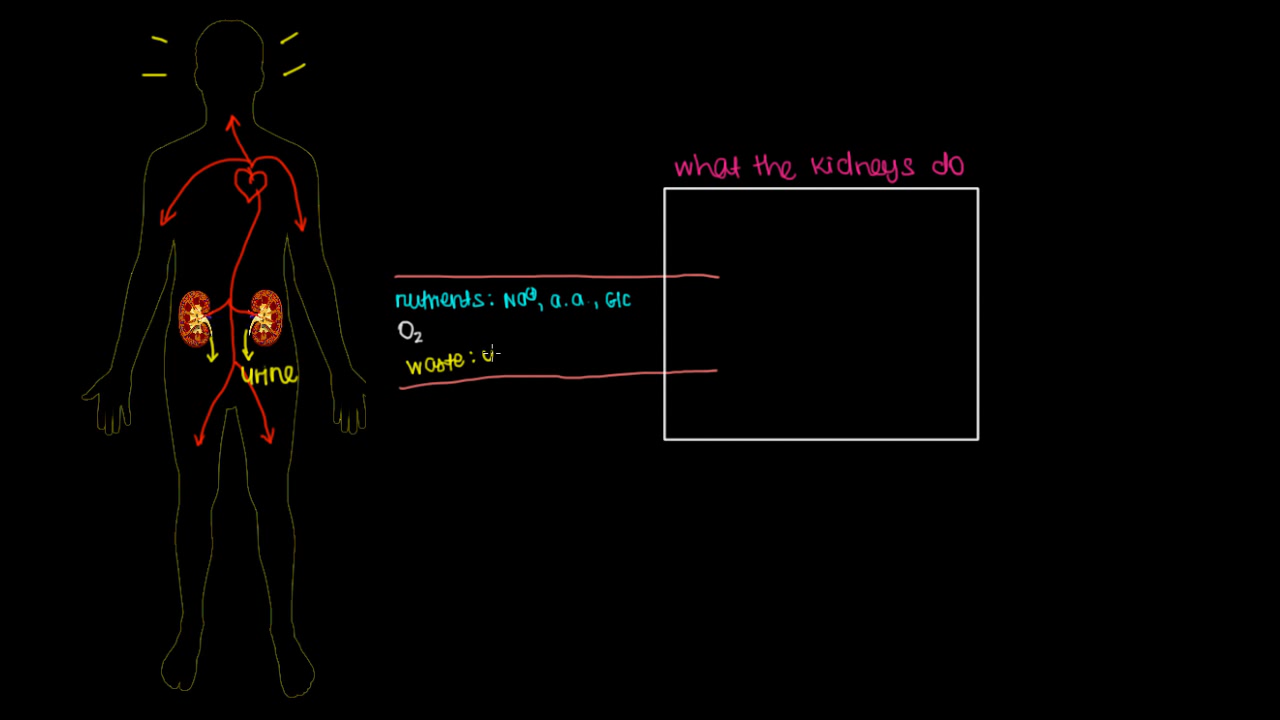 what the kidneys do
nutrients: Na⊕, a.a., Glc
O₂
waste: u
urine